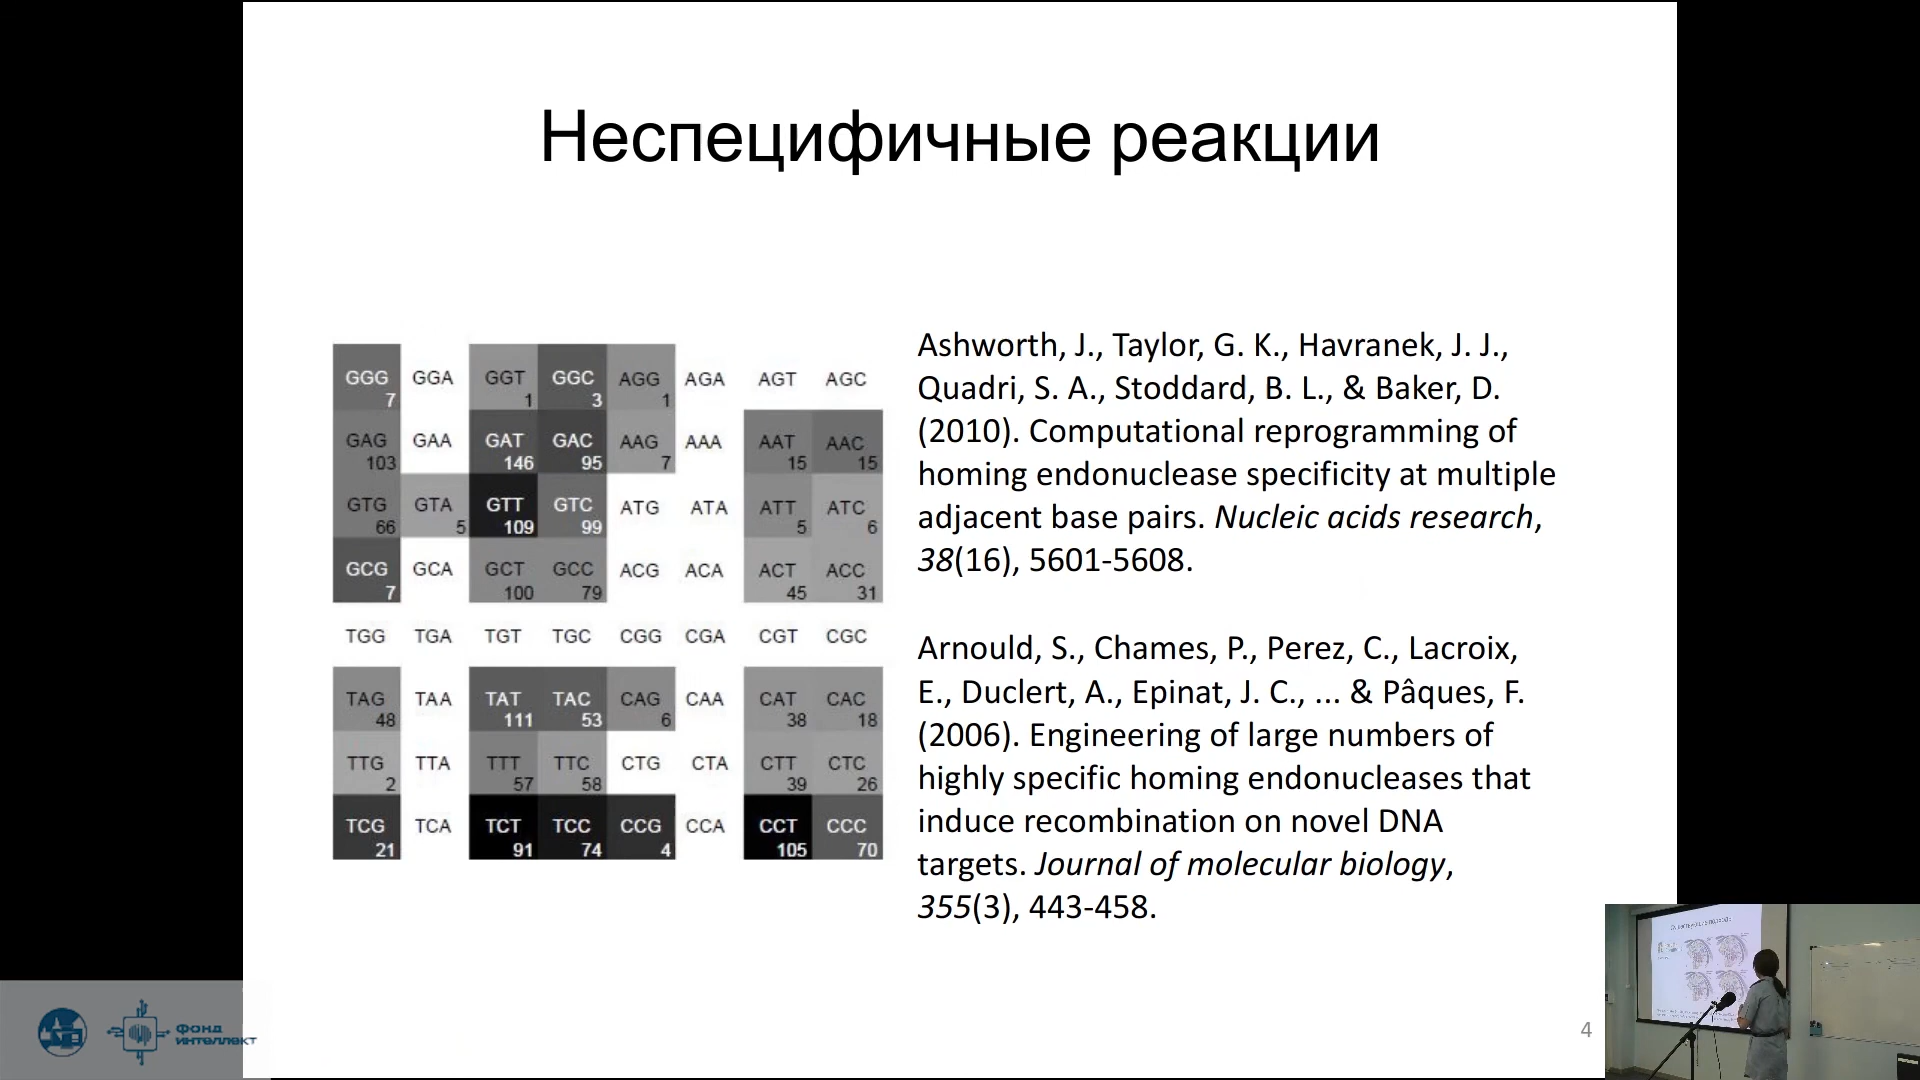 Неспецифичные реакции
GGG GGA GGT GGC AGG AGA AGT AGC
7 1 3 1
GAG GAA GAT GAC AAG AAA AAT AAC
103 146 95 7 15 15
GTG GTA GTT GTC ATG ATA ATT ATC
66 5 109 99 5 6
GCG GCA GCT GCC ACG ACA ACT ACC
7 100 79 45 31
TGG TGA TGT TGC CGG CGA CGT CGC
TAG TAA TAT TAC CAG CAA CAT CAC
48 111 53 6 38 18
TTG TTA TTT TTC CTG CTA CTT CTC
2 57 58 39 26
TCG TCA TCT TCC CCG CCA CCT CCC
21 91 74 4 105 70
Ashworth, J., Taylor, G. K., Havranek, J. J.,
Quadri, S. A., Stoddard, B. L., & Baker, D.
(2010). Computational reprogramming of
homing endonuclease specificity at multiple
adjacent base pairs. Nucleic acids research,
38(16), 5601-5608.
Arnould, S., Chames, P., Perez, C., Lacroix,
E., Duclert, A., Epinat, J. C., ... & Pâques, F.
(2006). Engineering of large numbers of
highly specific homing endonucleases that
induce recombination on novel DNA
targets. Journal of molecular biology,
355(3), 443-458.
4
фонд
интеллект